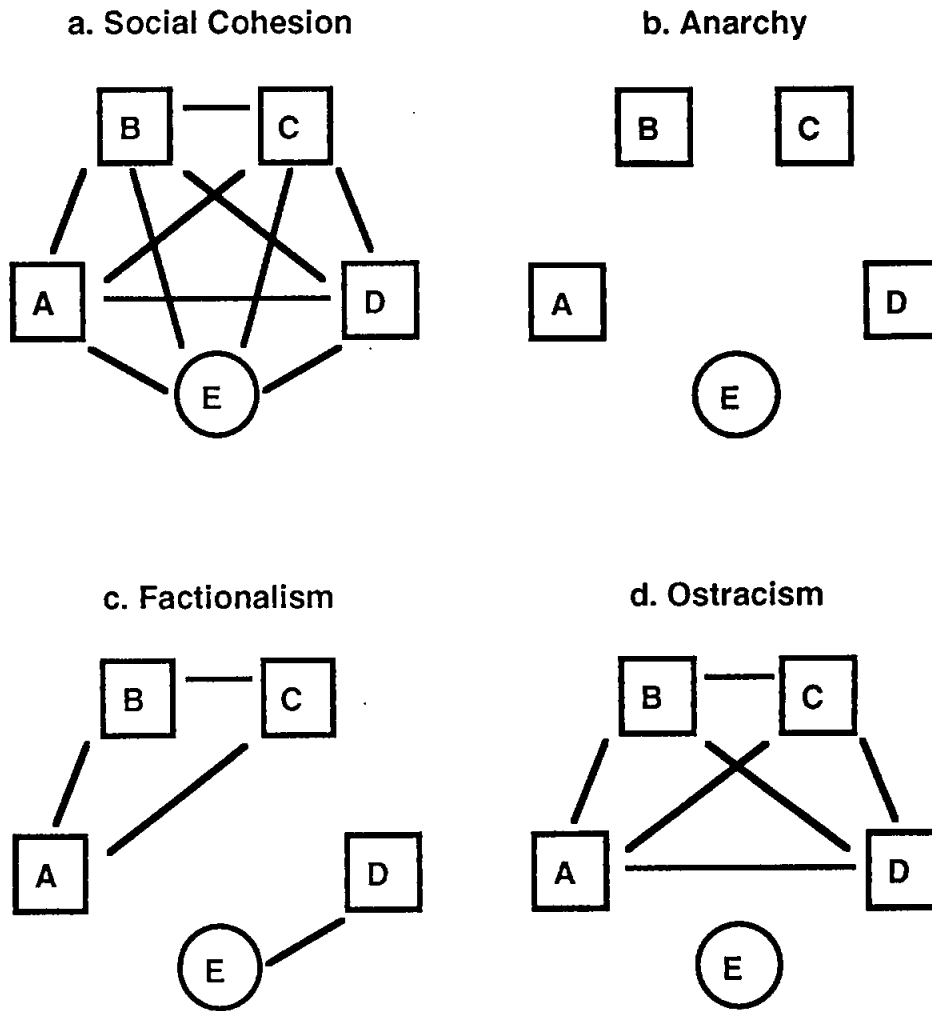 a. Social Cohesion
b. Anarchy
B
C
B
C
A
D
A
D
E
E
c. Factionalism
d. Ostracism
B
C
B
C
A
D
A
D
E
E